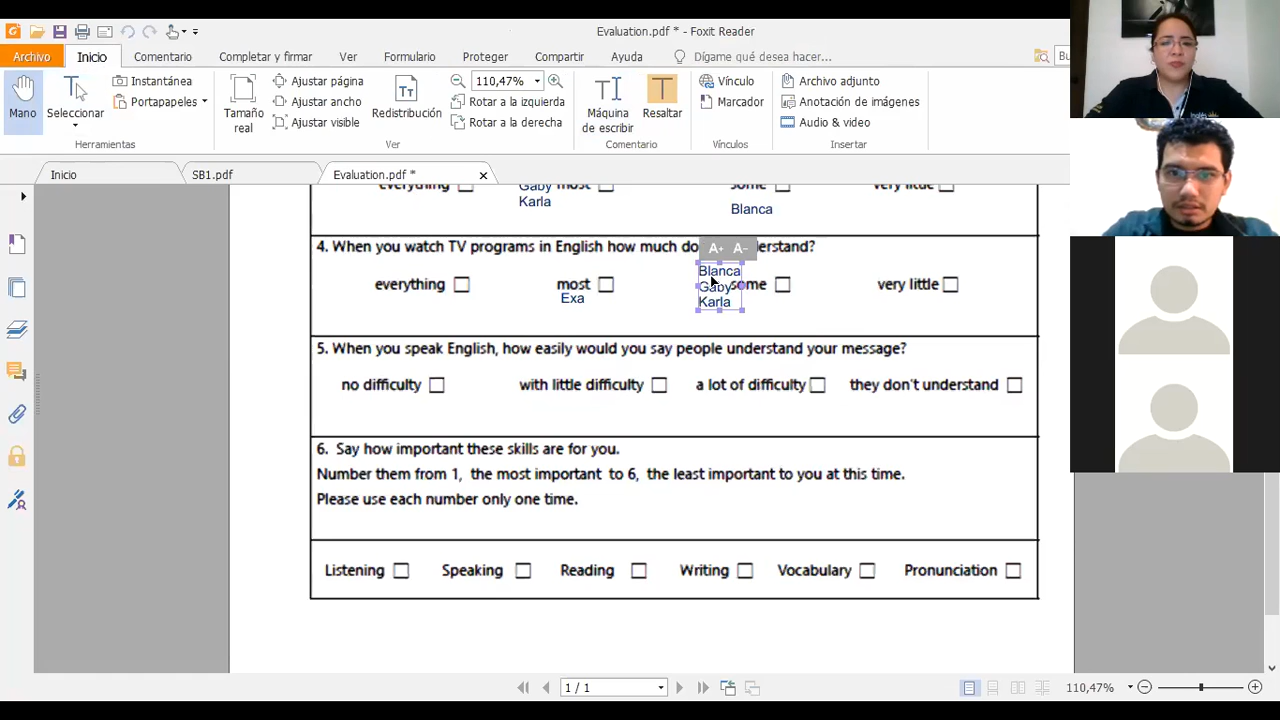 Evaluation.pdf * - Foxit Reader
Archivo Inicio Comentario Completar y firmar Ver Formulario Proteger Compartir Ayuda Dígame qué desea hacer...
Mano
Seleccionar
Instantánea
Portapapeles
Tamaño real
Ajustar página
Ajustar ancho
Ajustar visible
Redistribución
110,47%
Rotar a la izquierda
Rotar a la derecha
Máquina de escribir
Resaltar
Vínculo
Marcador
Archivo adjunto
Anotación de imágenes
Audio & video
Herramientas Ver Comentario Vínculos Insertar
Inicio SB1.pdf Evaluation.pdf *
everything Gaby most some very little
Karla
Blanca
4. When you watch TV programs in English how much do erstand?
A+ A-
Blanca
everything most Gaby some very little
Exa
Karla
5. When you speak English, how easily would you say people understand your message?
no difficulty with little difficulty a lot of difficulty they don't understand
6. Say how important these skills are for you.
Number them from 1, the most important to 6, the least important to you at this time.
Please use each number only one time.
Listening Speaking Reading Writing Vocabulary Pronunciation
1 / 1 110,47%